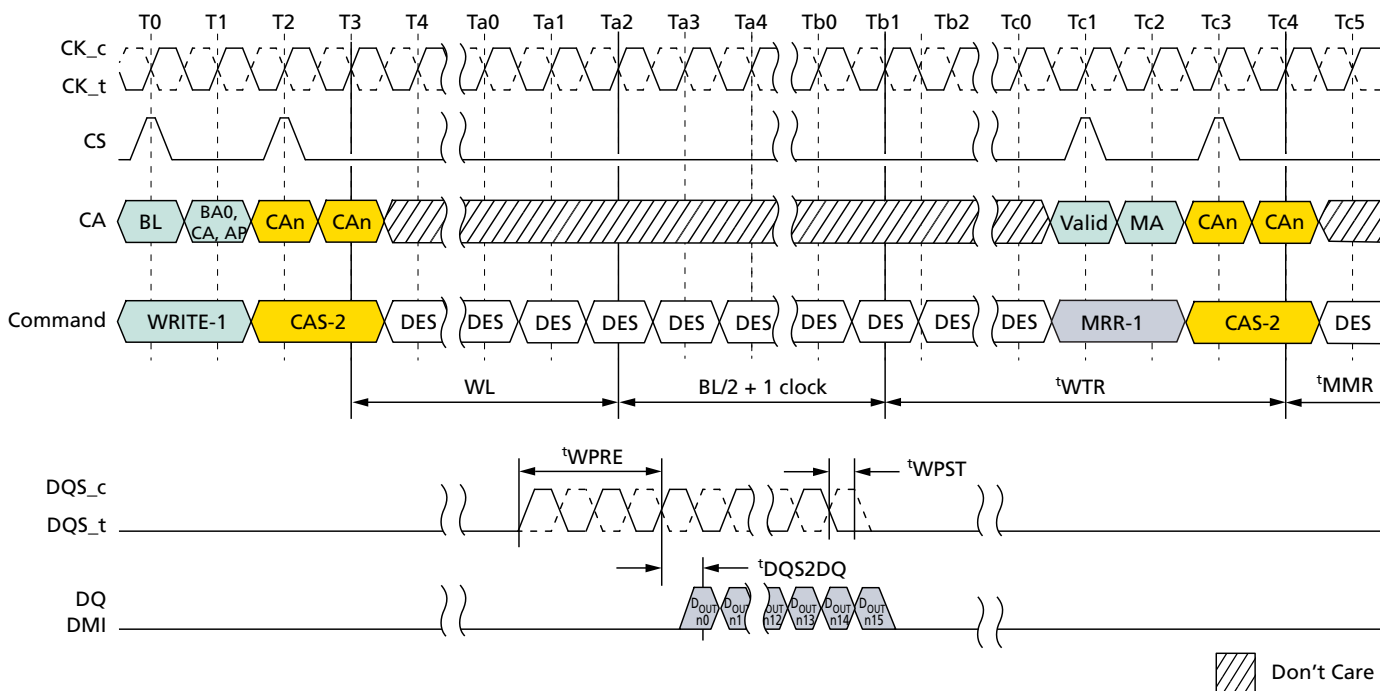 T0 T1 T2 T3 T4 Ta0 Ta1 Ta2 Ta3 Ta4 Tb0 Tb1 Tb2 Tc0 Tc1 Tc2 Tc3 Tc4 Tc5
CK_c
CK_t
CS
CA BL BA0, CA, AP CAn CAn Valid MA CAn CAn
Command WRITE-1 CAS-2 DES DES DES DES DES DES DES DES DES DES MRR-1 CAS-2 DES
WL BL/2 + 1 clock tWTR tMMR
tWPRE tWPST
DQS_c
DQS_t
tDQS2DQ
DQ
DMI
DOUT n0 DOUT n1 DOUT n12 DOUT n13 DOUT n14 DOUT n15
Don't Care